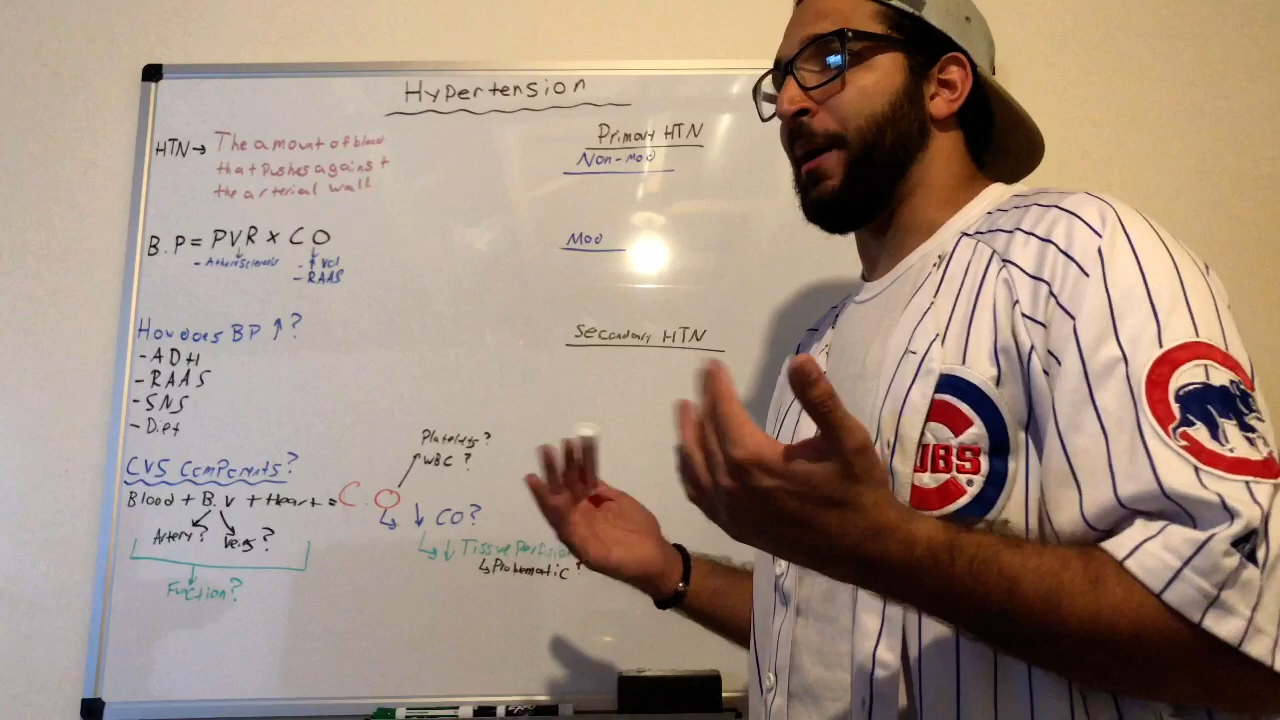 Hypertension
HTN → The amount of blood
that pushes against
the arterial wall
B.P = PVR x CO
- Atherosclerosis
- ↑ Vol
- RAAS
How does BP ↑ ?
- ADH
- RAAS
- SNS
- Diet
CVS Components?
Blood + B.V + Heart = C.O
Artery? Veins?
Function?
Platelets?
WBC ?
↓ CO?
↓ Tissue Perfusion
Problematic ?
Primary HTN
Non-Mod
Mod
Secondary HTN
UBS